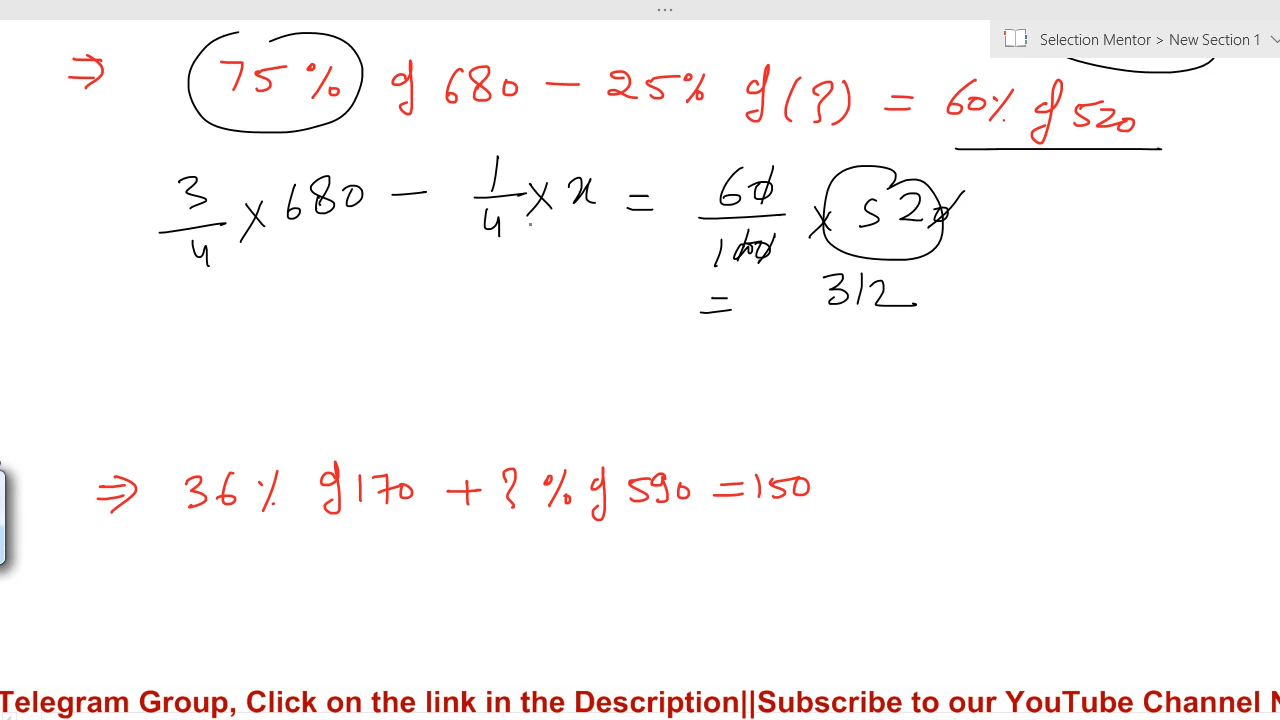 ...
Selection Mentor > New Section 1
⇒ 75% of 680 - 25% of (?) = 60% of 520
3/4 × 680 - 1/4 × x = 60/100 × 520
= 312
⇒ 36% of 170 + ?% of 590 = 150
Telegram Group, Click on the link in the Description||Subscribe to our YouTube Channel N